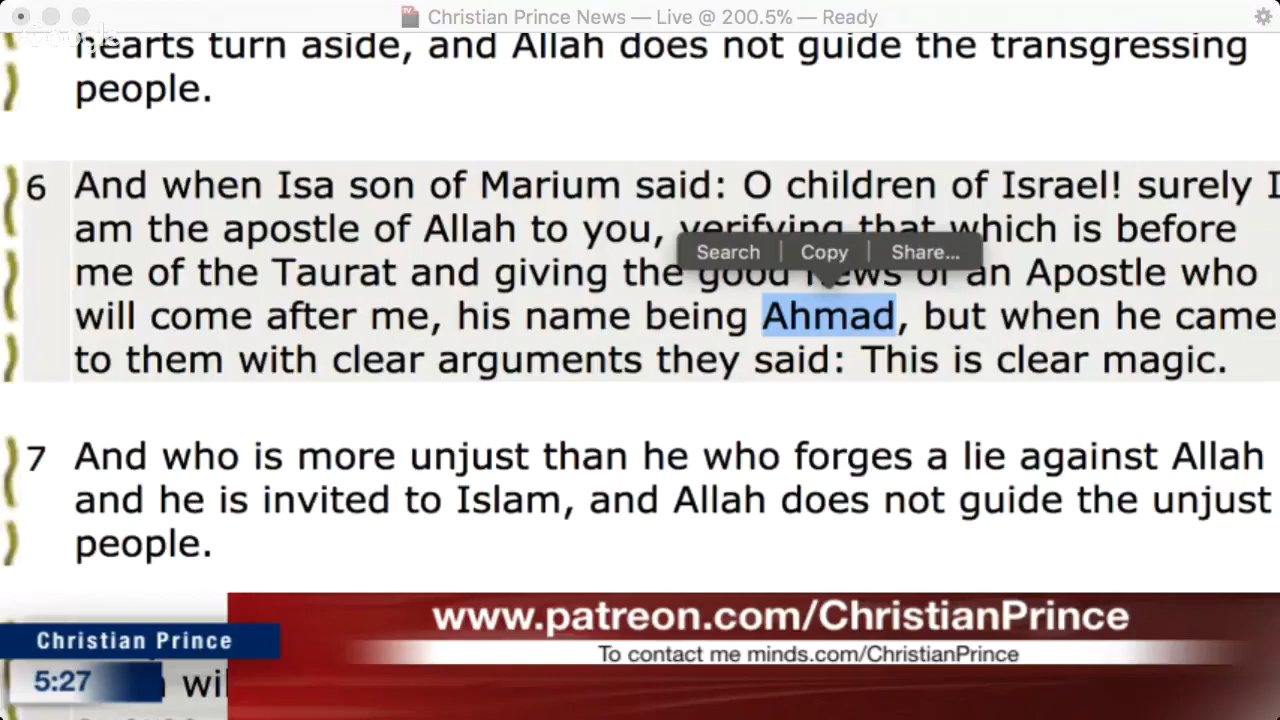 Christian Prince News — Live @ 200.5% — Ready
Google
hearts turn aside, and Allah does not guide the transgressing
people.
6 And when Isa son of Marium said: O children of Israel! surely I
am the apostle of Allah to you, verifying that which is before
Search Copy Share...
me of the Taurat and giving the good news of an Apostle who
will come after me, his name being Ahmad, but when he came
to them with clear arguments they said: This is clear magic.
7 And who is more unjust than he who forges a lie against Allah
and he is invited to Islam, and Allah does not guide the unjust
people.
www.patreon.com/ChristianPrince
Christian Prince
To contact me minds.com/ChristianPrince
5:27